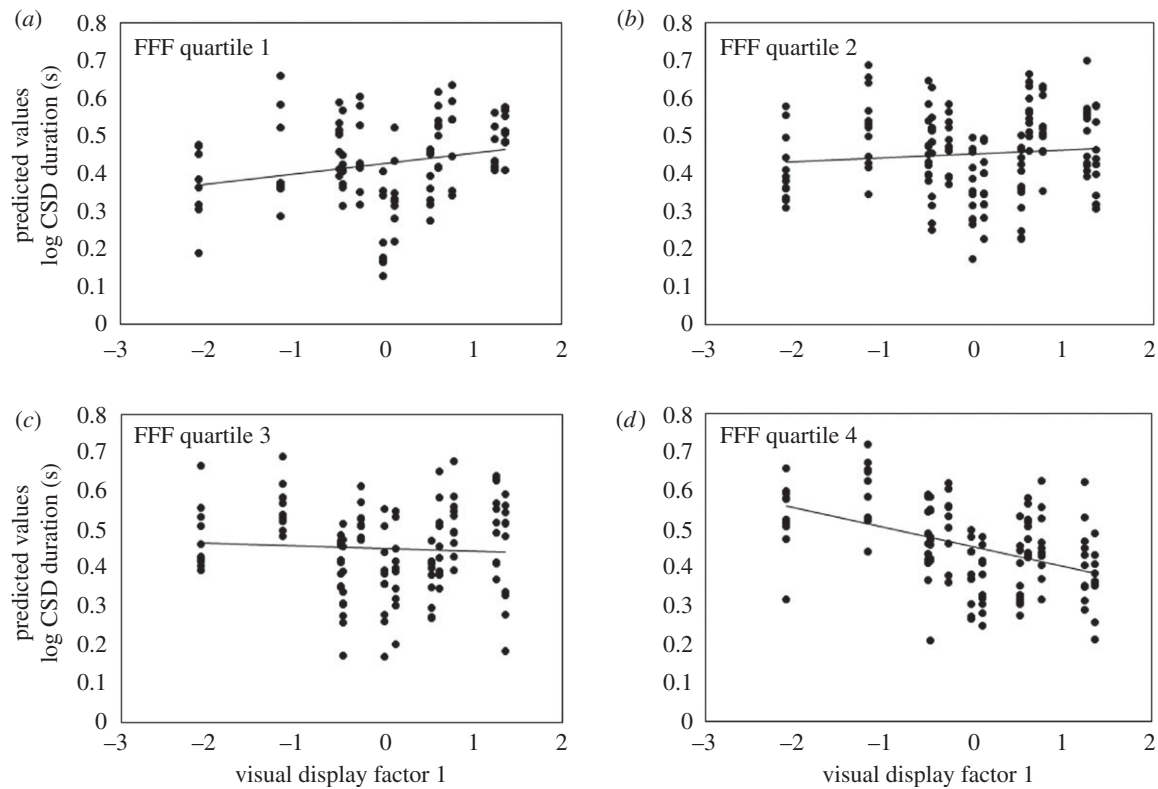 (a)
FFF quartile 1
predicted values
log CSD duration (s)
0.8
0.7
0.6
0.5
0.4
0.3
0.2
0.1
0
–3 –2 –1 0 1 2
(b)
FFF quartile 2
0.8
0.7
0.6
0.5
0.4
0.3
0.2
0.1
0
–3 –2 –1 0 1 2
(c)
FFF quartile 3
predicted values
log CSD duration (s)
0.8
0.7
0.6
0.5
0.4
0.3
0.2
0.1
0
–3 –2 –1 0 1 2
visual display factor 1
(d)
FFF quartile 4
0.8
0.7
0.6
0.5
0.4
0.3
0.2
0.1
0
–3 –2 –1 0 1 2
visual display factor 1